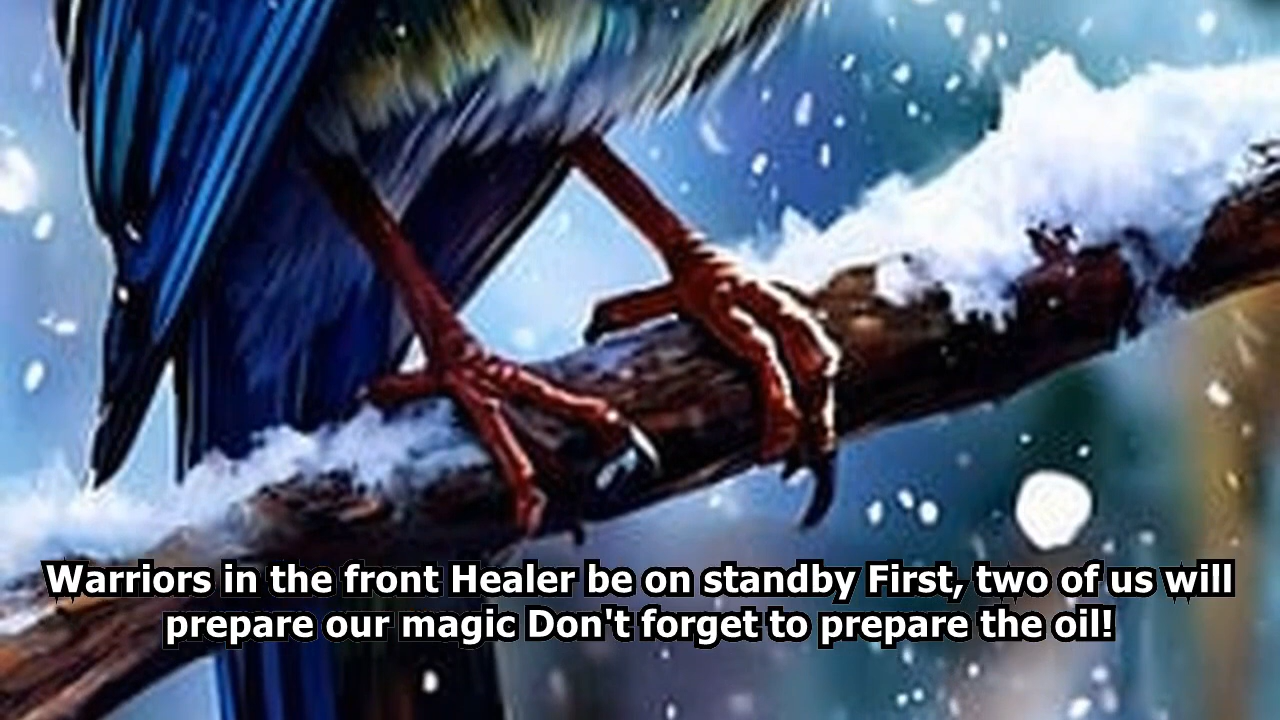 Warriors in the front Healer be on standby First, two of us will
prepare our magic Don't forget to prepare the oil!